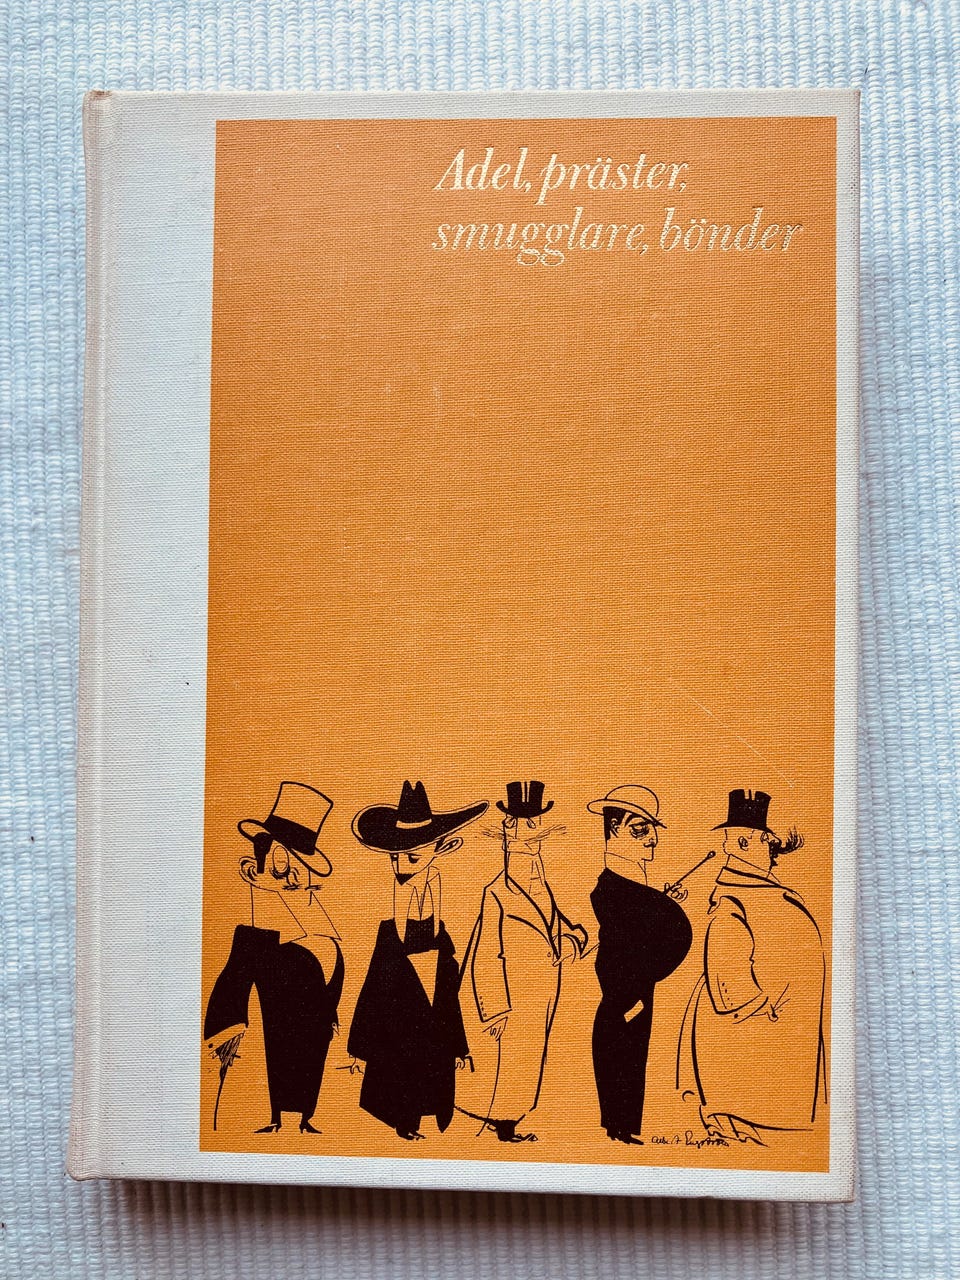 Adel, präster,
smugglare, bönder